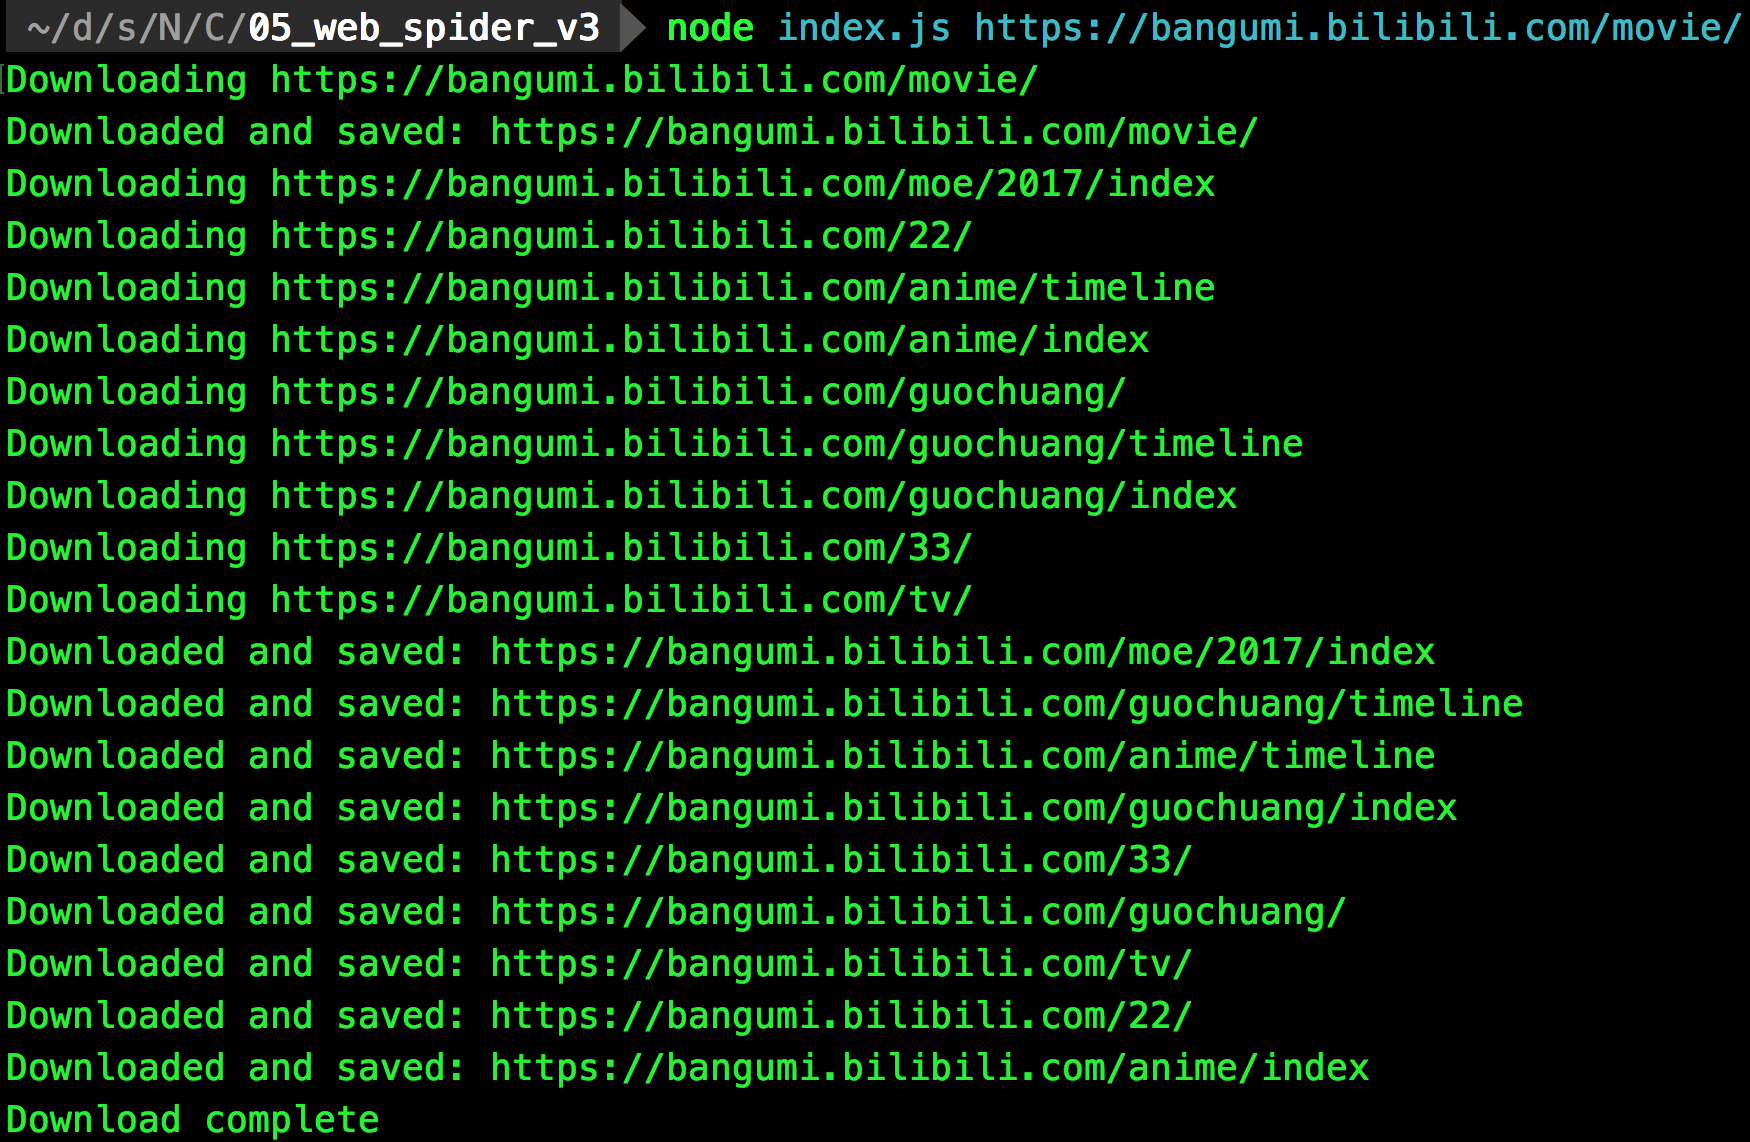 ~/d/s/N/C/05_web_spider_v3 node index.js https://bangumi.bilibili.com/movie/
Downloading https://bangumi.bilibili.com/movie/
Downloaded and saved: https://bangumi.bilibili.com/movie/
Downloading https://bangumi.bilibili.com/moe/2017/index
Downloading https://bangumi.bilibili.com/22/
Downloading https://bangumi.bilibili.com/anime/timeline
Downloading https://bangumi.bilibili.com/anime/index
Downloading https://bangumi.bilibili.com/guochuang/
Downloading https://bangumi.bilibili.com/guochuang/timeline
Downloading https://bangumi.bilibili.com/guochuang/index
Downloading https://bangumi.bilibili.com/33/
Downloading https://bangumi.bilibili.com/tv/
Downloaded and saved: https://bangumi.bilibili.com/moe/2017/index
Downloaded and saved: https://bangumi.bilibili.com/guochuang/timeline
Downloaded and saved: https://bangumi.bilibili.com/anime/timeline
Downloaded and saved: https://bangumi.bilibili.com/guochuang/index
Downloaded and saved: https://bangumi.bilibili.com/33/
Downloaded and saved: https://bangumi.bilibili.com/guochuang/
Downloaded and saved: https://bangumi.bilibili.com/tv/
Downloaded and saved: https://bangumi.bilibili.com/22/
Downloaded and saved: https://bangumi.bilibili.com/anime/index
Download complete